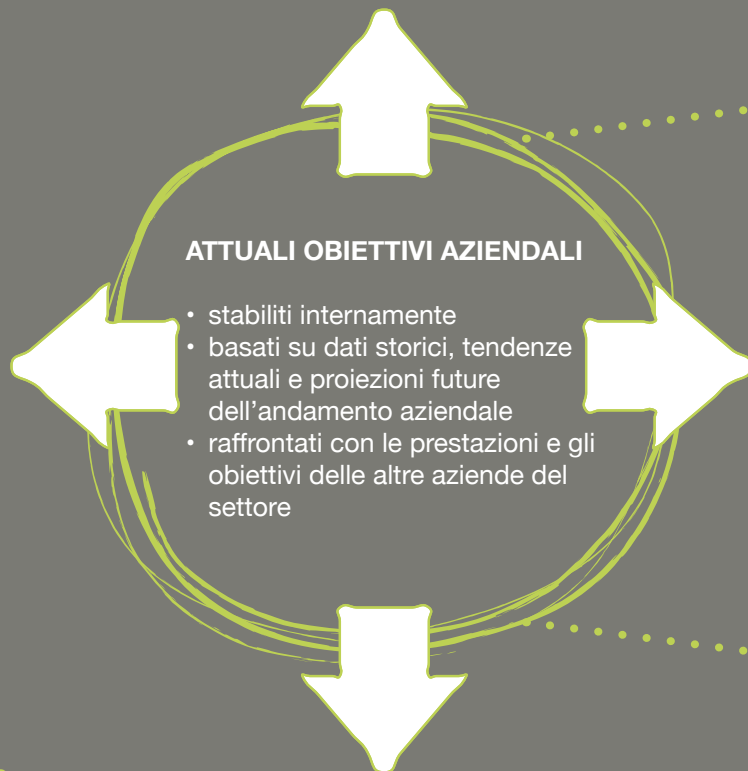 ATTUALI OBIETTIVI AZIENDALI
• stabiliti internamente
• basati su dati storici, tendenze
attuali e proiezioni future
dell’andamento aziendale
• raffrontati con le prestazioni e gli
obiettivi delle altre aziende del
settore